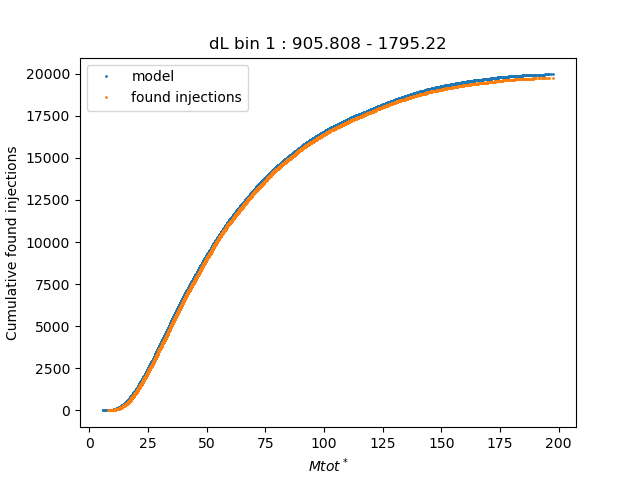 dL bin 1 : 905.808 - 1795.22
model
found injections
20000
17500
15000
12500
10000
7500
5000
2500
0
Cumulative found injections
0 25 50 75 100 125 150 175 200
Mtot*